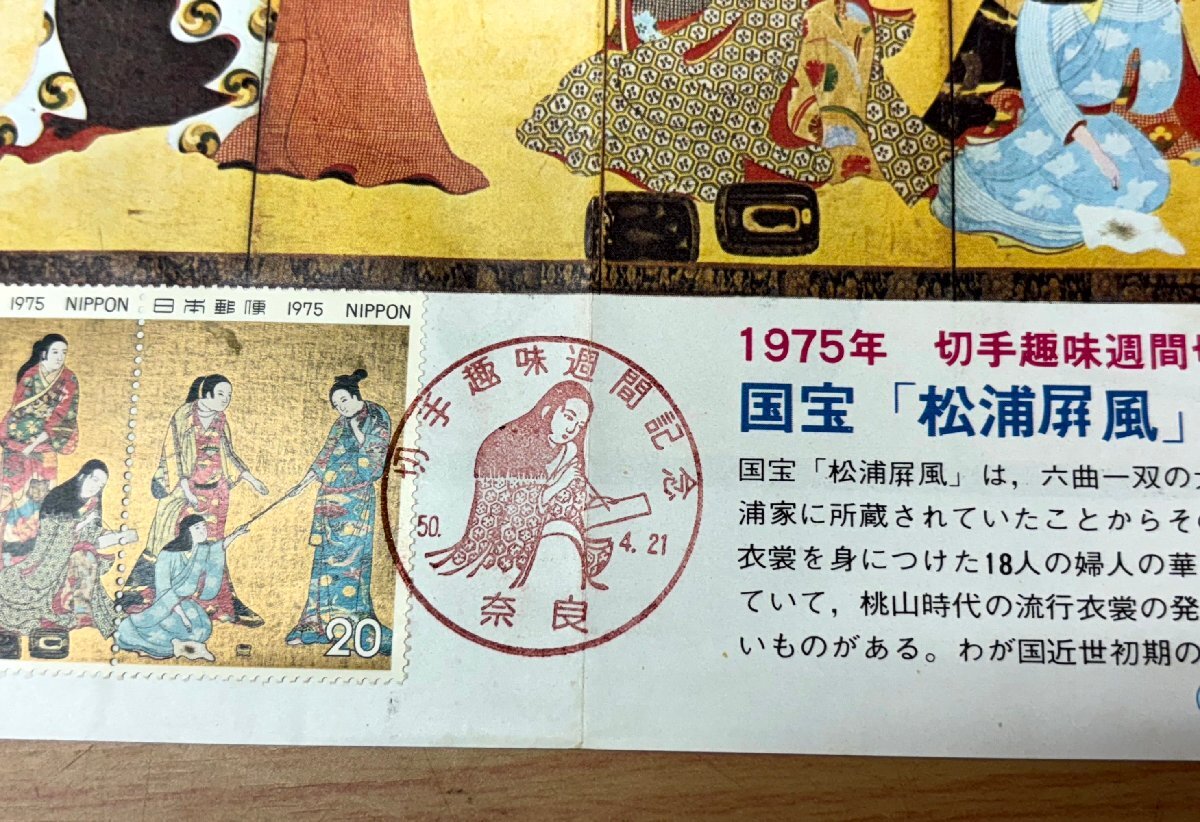 1975 NIPPON
日本郵便 1975 NIPPON
20
切手趣味週間記念
50. 4.21
奈良
1975年 切手趣味週間
国宝「松浦屛風」
国宝「松浦屛風」は，六曲一双の
浦家に所蔵されていたことからそ
衣裳を身につけた18人の婦人の華
ていて，桃山時代の流行衣裳の発
いものがある。わが国近世初期の